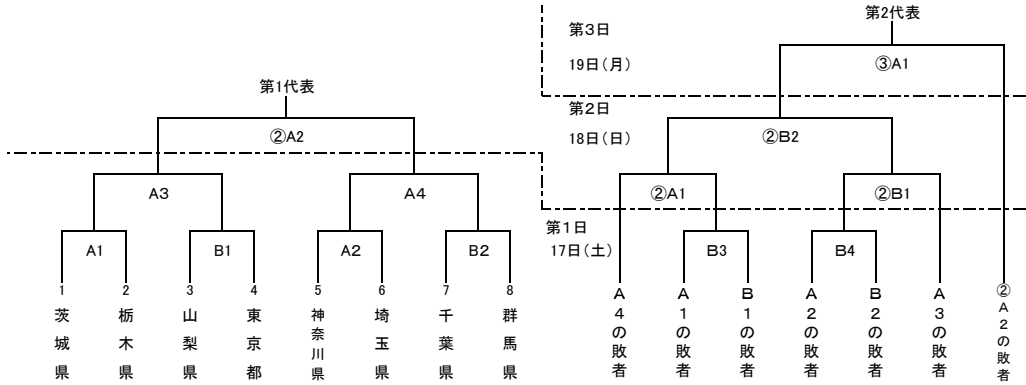 第1代表
②A2
A3
A4
A1
B1
A2
B2
1
2
3
4
5
6
7
8
茨城県
栃木県
山梨県
東京都
神奈川県
埼玉県
千葉県
群馬県
第2代表
第3日
19日(月)
③A1
第2日
18日(日)
②B2
②A1
②B1
第1日
17日(土)
B3
B4
A4の敗者
A1の敗者
B1の敗者
A2の敗者
B2の敗者
A3の敗者
②A2の敗者